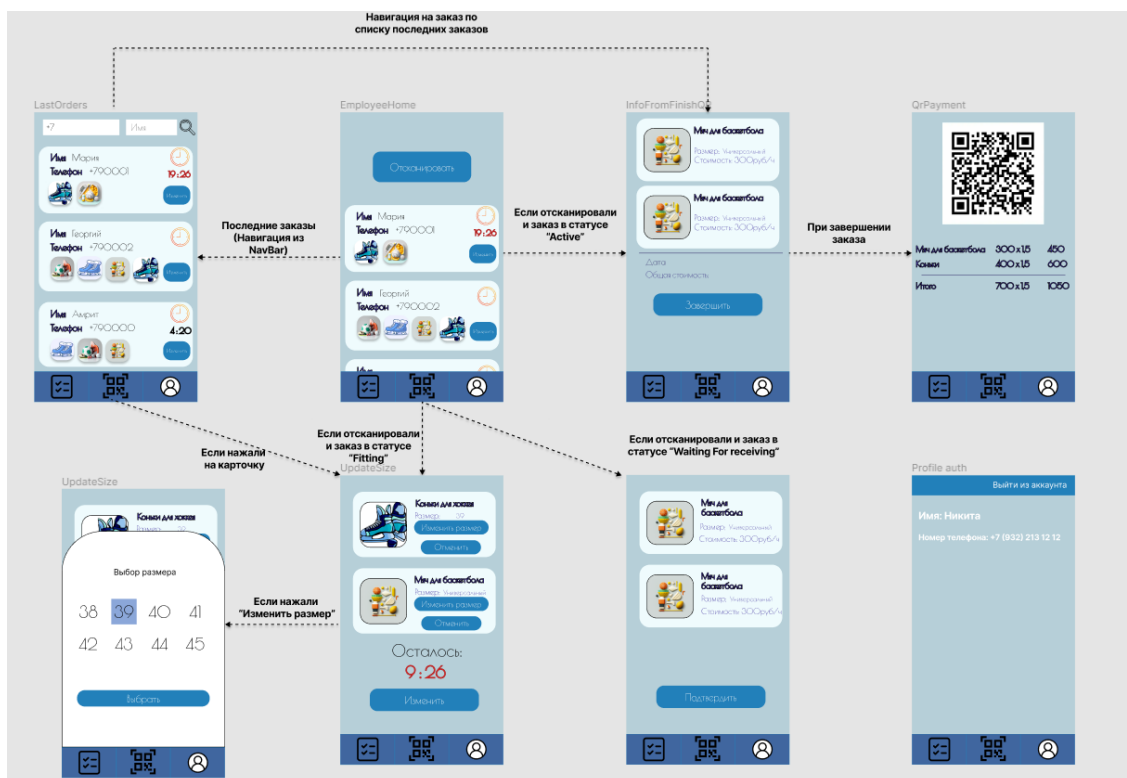 Навигация на заказ по
списку последних заказов
LastOrders
+7
Имя
Имя Мария
Телефон +790001
19:26
Изменить
Имя Георгий
Телефон +790002
Изменить
Имя Амрит
Телефон +790000
4:20
Изменить
Последние заказы
(Навигация из
NavBar)
EmployeeHome
Отсканировать
Имя Мария
Телефон +790001
19:26
Изменить
Имя Георгий
Телефон +790002
Изменить
Имя
Если отсканировали
и заказ в статусе
"Active"
InfoFromFinishQR
Мяч для баскетбола
Размер: Универсальный
Стоимость 300руб/ч
Мяч для баскетбола
Размер: Универсальный
Стоимость 300руб/ч
Дата
Общая стоимость
Завершить
При завершении
заказа
QrPayment
Мяч для баскетбола 300 x 1,5 450
Коньки 400 x 1,5 600
Итого 700 x 1,5 1050
Если нажали
на карточку
Если отсканировали
и заказ в статусе
"Fitting"
Если отсканировали и заказ в
статусе "Waiting For receiving"
UpdateSize
Коньки для хоккея
Размер: 39
Выбор размера
38 39 40 41
42 43 44 45
Выбрать
Если нажали
"Изменить размер"
UpdateSize
Коньки для хоккея
Размер: 39
Изменить размер
Отменить
Мяч для баскетбола
Размер: Универсальный
Изменить размер
Отменить
Осталось:
9:26
Изменить
Мяч для
баскетбола
Размер: Универсальный
Стоимость 300руб/ч
Мяч для
баскетбола
Размер: Универсальный
Стоимость 300руб/ч
Подтвердить
Profile auth
Выйти из аккаунта
Имя: Никита
Номер телефона: +7 (932) 213 12 12